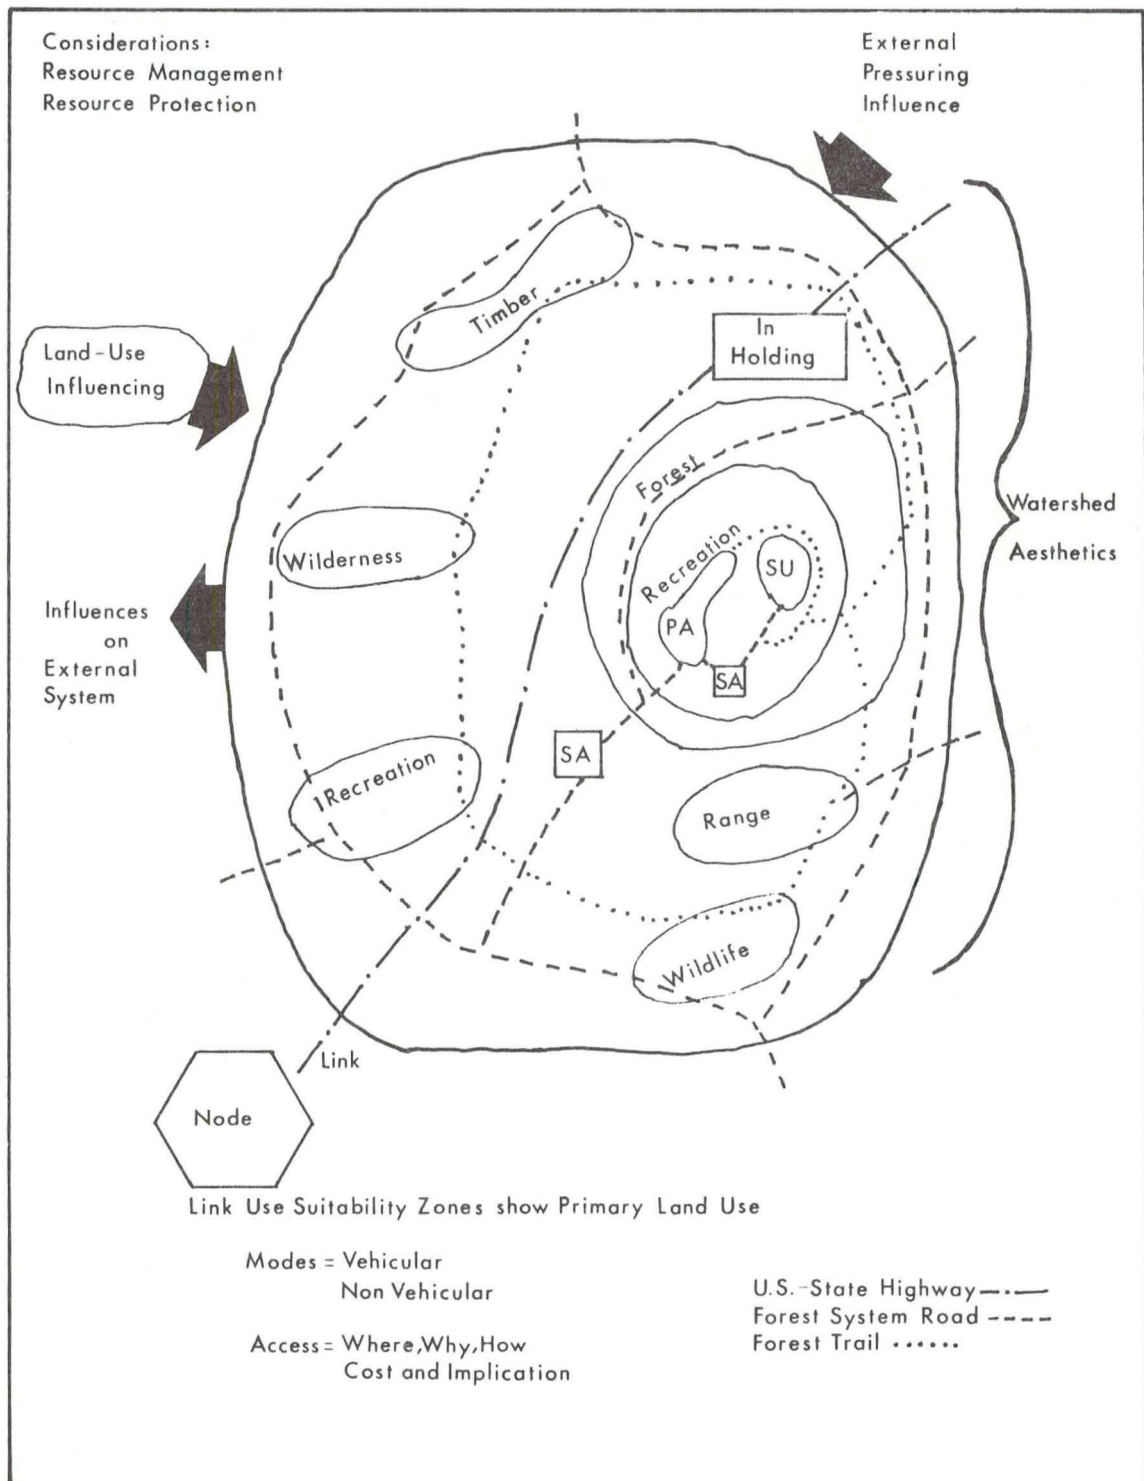 Considerations:
Resource Management
Resource Protection
External
Pressuring
Influence
Timber
In
Holding
Land-Use
Influencing
Forest
Watershed
Aesthetics
Wilderness
Recreation
SU
PA
SA
Influences
on
External
System
SA
Recreation
Range
Wildlife
Link
Node
Link Use Suitability Zones show Primary Land Use
Modes = Vehicular
Non Vehicular
Access = Where,Why,How
Cost and Implication
U.S.-State Highway
Forest System Road
Forest Trail